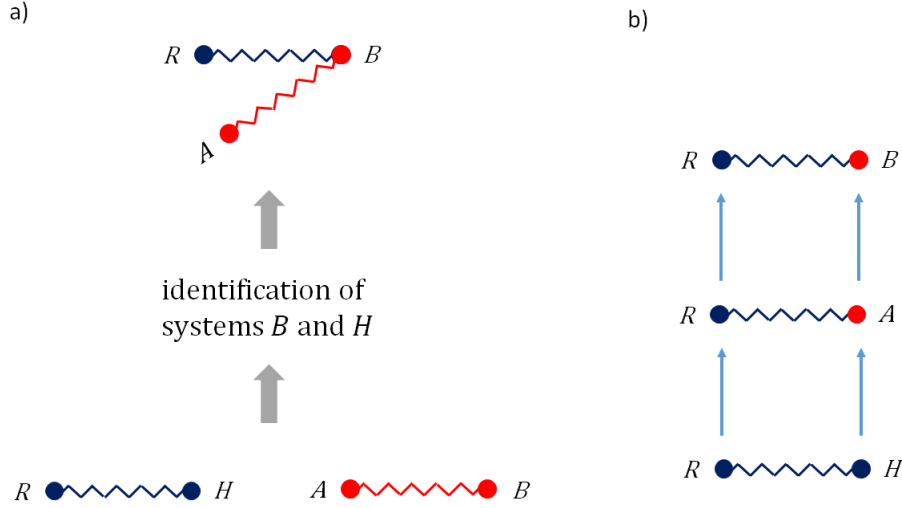 a)
R B
A
identification of
systems B and H
R H A B
b)
R B
R A
R H